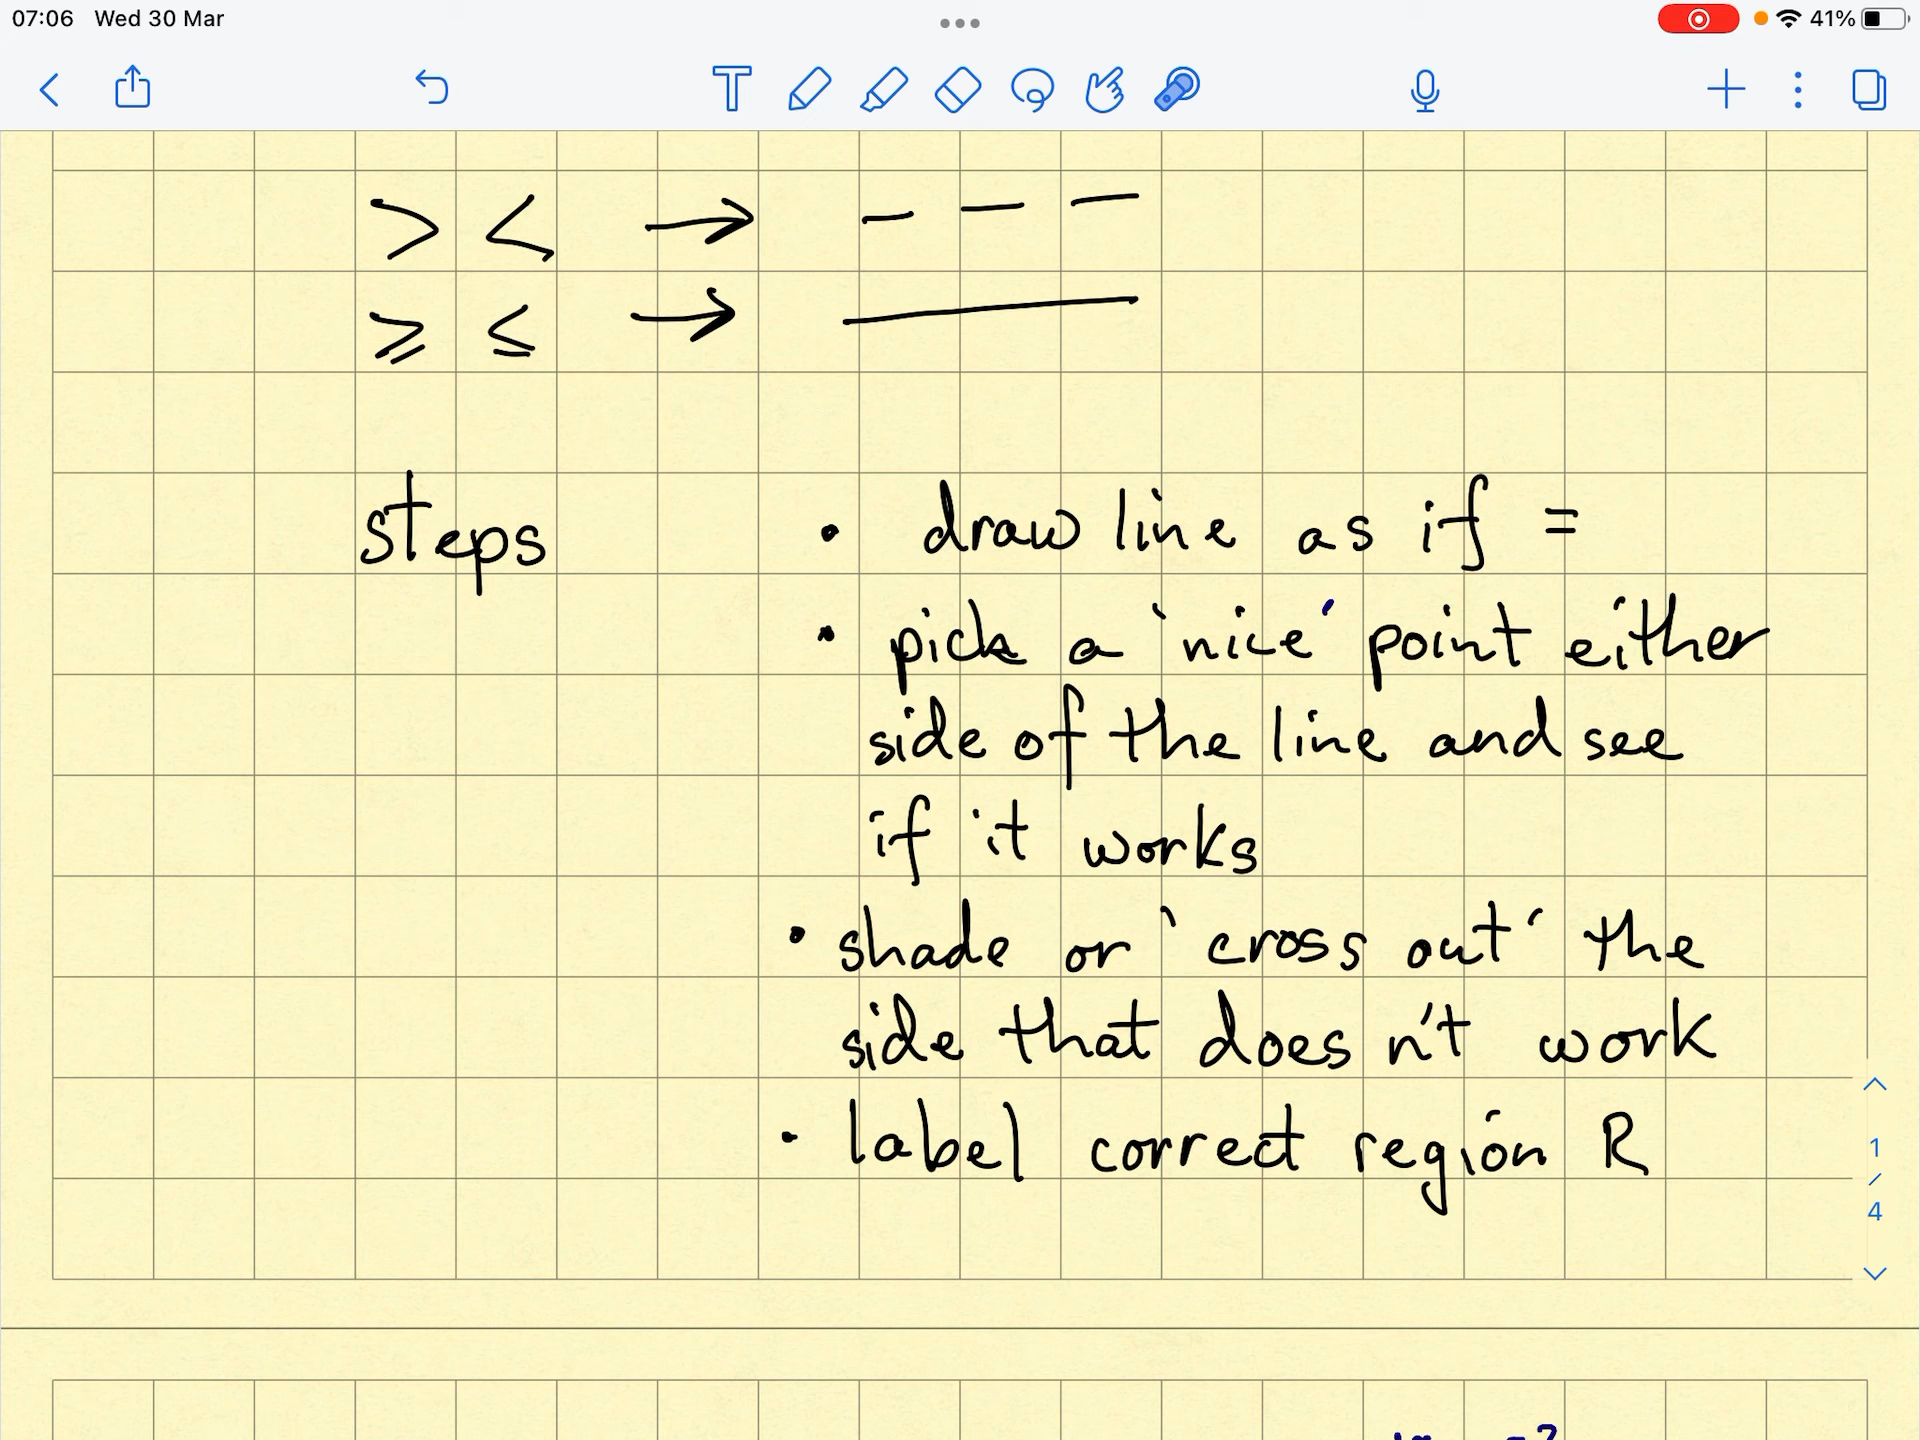 07:06 Wed 30 Mar
41%
> < → – – –
≥ ≤ → —
steps
• draw line as if =
• pick a 'nice' point either
side of the line and see
if it works
• shade or 'cross out' the
side that doesn't work
• label correct region R
1
/
4